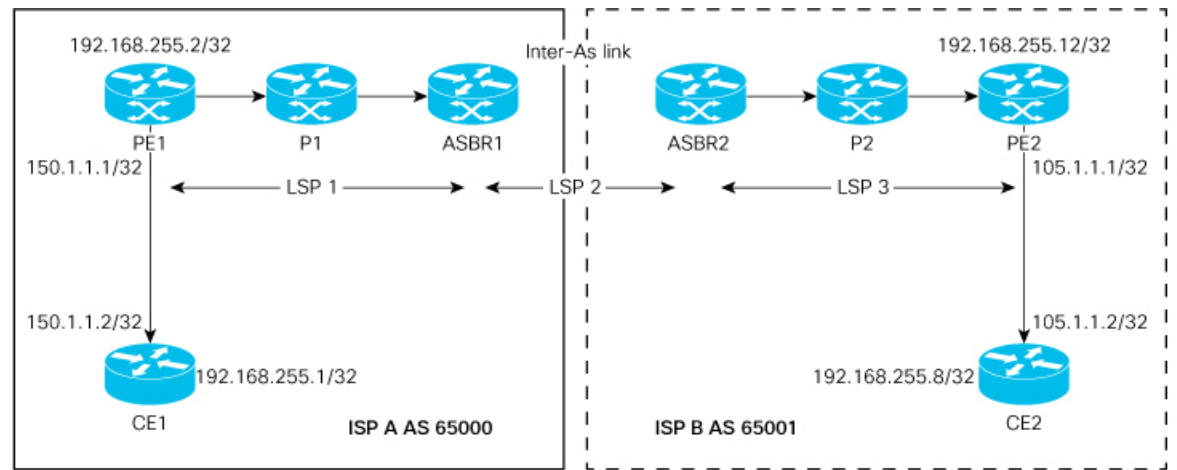 192.168.255.2/32
Inter-As link
192.168.255.12/32
PE1
P1
ASBR1
ASBR2
P2
PE2
150.1.1.1/32
105.1.1.1/32
LSP 1
LSP 2
LSP 3
150.1.1.2/32
105.1.1.2/32
192.168.255.1/32
192.168.255.8/32
CE1
ISP A AS 65000
ISP B AS 65001
CE2